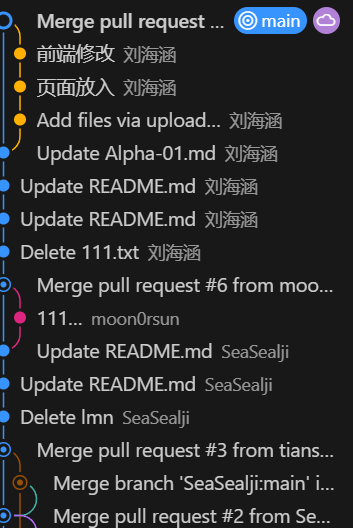 Merge pull request ... main
前端修改 刘海涵
页面放入 刘海涵
Add files via upload... 刘海涵
Update Alpha-01.md 刘海涵
Update README.md 刘海涵
Update README.md 刘海涵
Delete 111.txt 刘海涵
Merge pull request #6 from moo...
111... moon0rsun
Update README.md SeaSealji
Update README.md SeaSealji
Delete lmn SeaSealji
Merge pull request #3 from tians...
Merge branch 'SeaSealji:main' i...
Merge pull request #2 from Se...